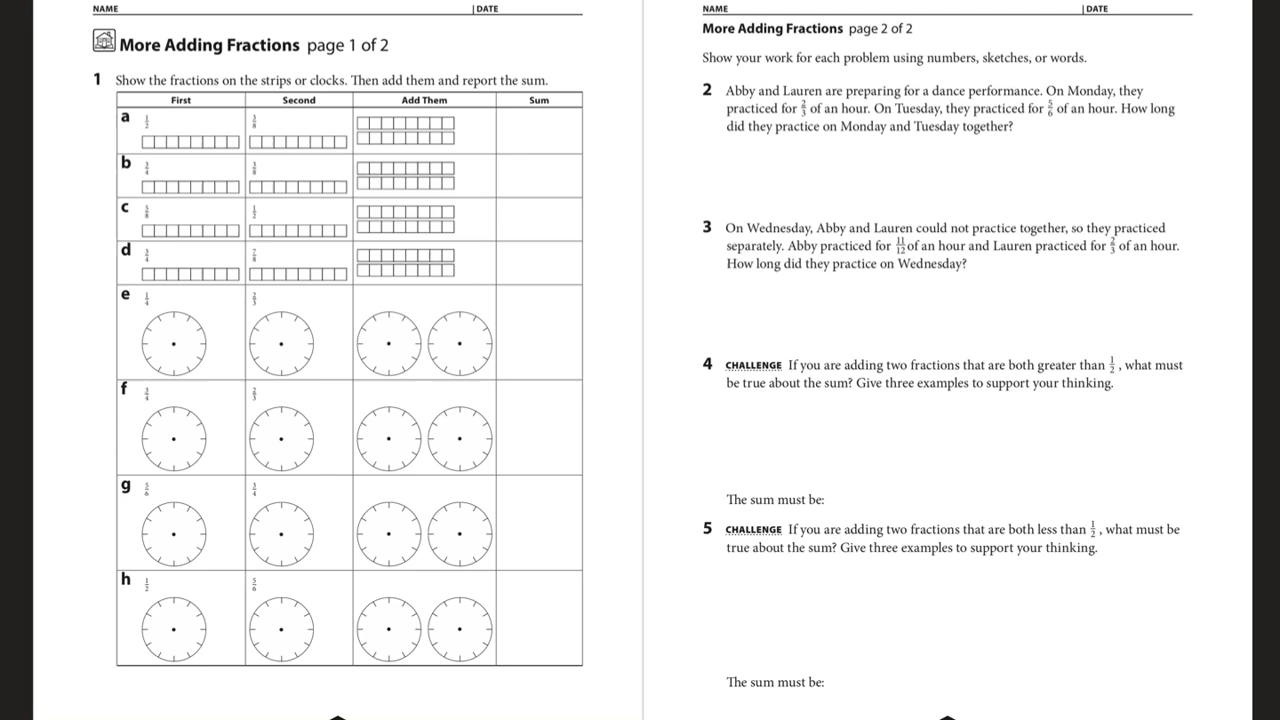 NAME | DATE
More Adding Fractions page 1 of 2
1 Show the fractions on the strips or clocks. Then add them and report the sum.
First Second Add Them Sum
a 1/2 3/8
b 3/4 3/8
c 5/8 1/2
d 3/4 7/8
e 1/4 2/3
f 3/4 2/3
g 5/6 3/4
h 1/2 5/6
NAME | DATE
More Adding Fractions page 2 of 2
Show your work for each problem using numbers, sketches, or words.
2 Abby and Lauren are preparing for a dance performance. On Monday, they
practiced for 2/3 of an hour. On Tuesday, they practiced for 5/6 of an hour. How long
did they practice on Monday and Tuesday together?
3 On Wednesday, Abby and Lauren could not practice together, so they practiced
separately. Abby practiced for 11/12 of an hour and Lauren practiced for 2/3 of an hour.
How long did they practice on Wednesday?
4 CHALLENGE If you are adding two fractions that are both greater than 1/2 , what must
be true about the sum? Give three examples to support your thinking.
The sum must be:
5 CHALLENGE If you are adding two fractions that are both less than 1/2 , what must be
true about the sum? Give three examples to support your thinking.
The sum must be: